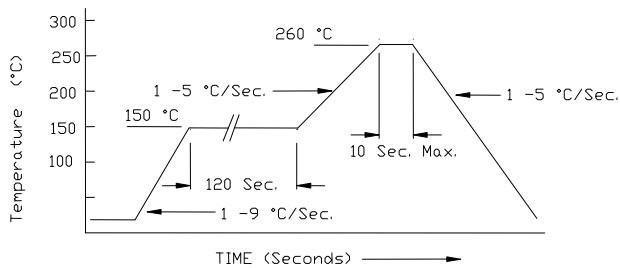 300
260 °C
250
200
1 -5 °C/Sec.
1 -5 °C/Sec.
150 °C
150
10 Sec. Max.
100
120 Sec.
1 -9 °C/Sec.
Temperature (°C)
TIME (Seconds)